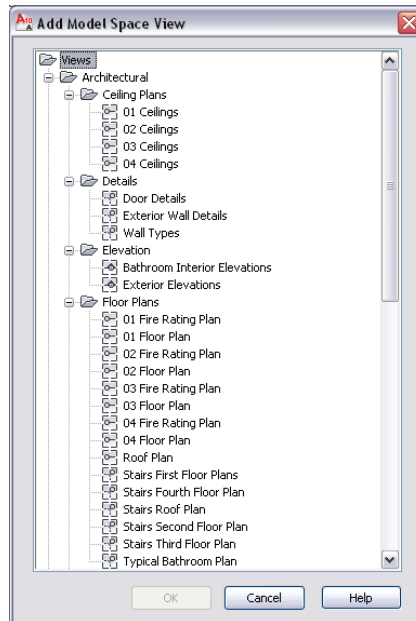 Add Model Space View
Views
Architectural
Ceiling Plans
01 Ceilings
02 Ceilings
03 Ceilings
04 Ceilings
Details
Door Details
Exterior Wall Details
Wall Types
Elevation
Bathroom Interior Elevations
Exterior Elevations
Floor Plans
01 Fire Rating Plan
01 Floor Plan
02 Fire Rating Plan
02 Floor Plan
03 Fire Rating Plan
03 Floor Plan
04 Fire Rating Plan
04 Floor Plan
Roof Plan
Stairs First Floor Plans
Stairs Fourth Floor Plan
Stairs Roof Plan
Stairs Second Floor Plan
Stairs Third Floor Plan
Typical Bathroom Plan
OK Cancel Help